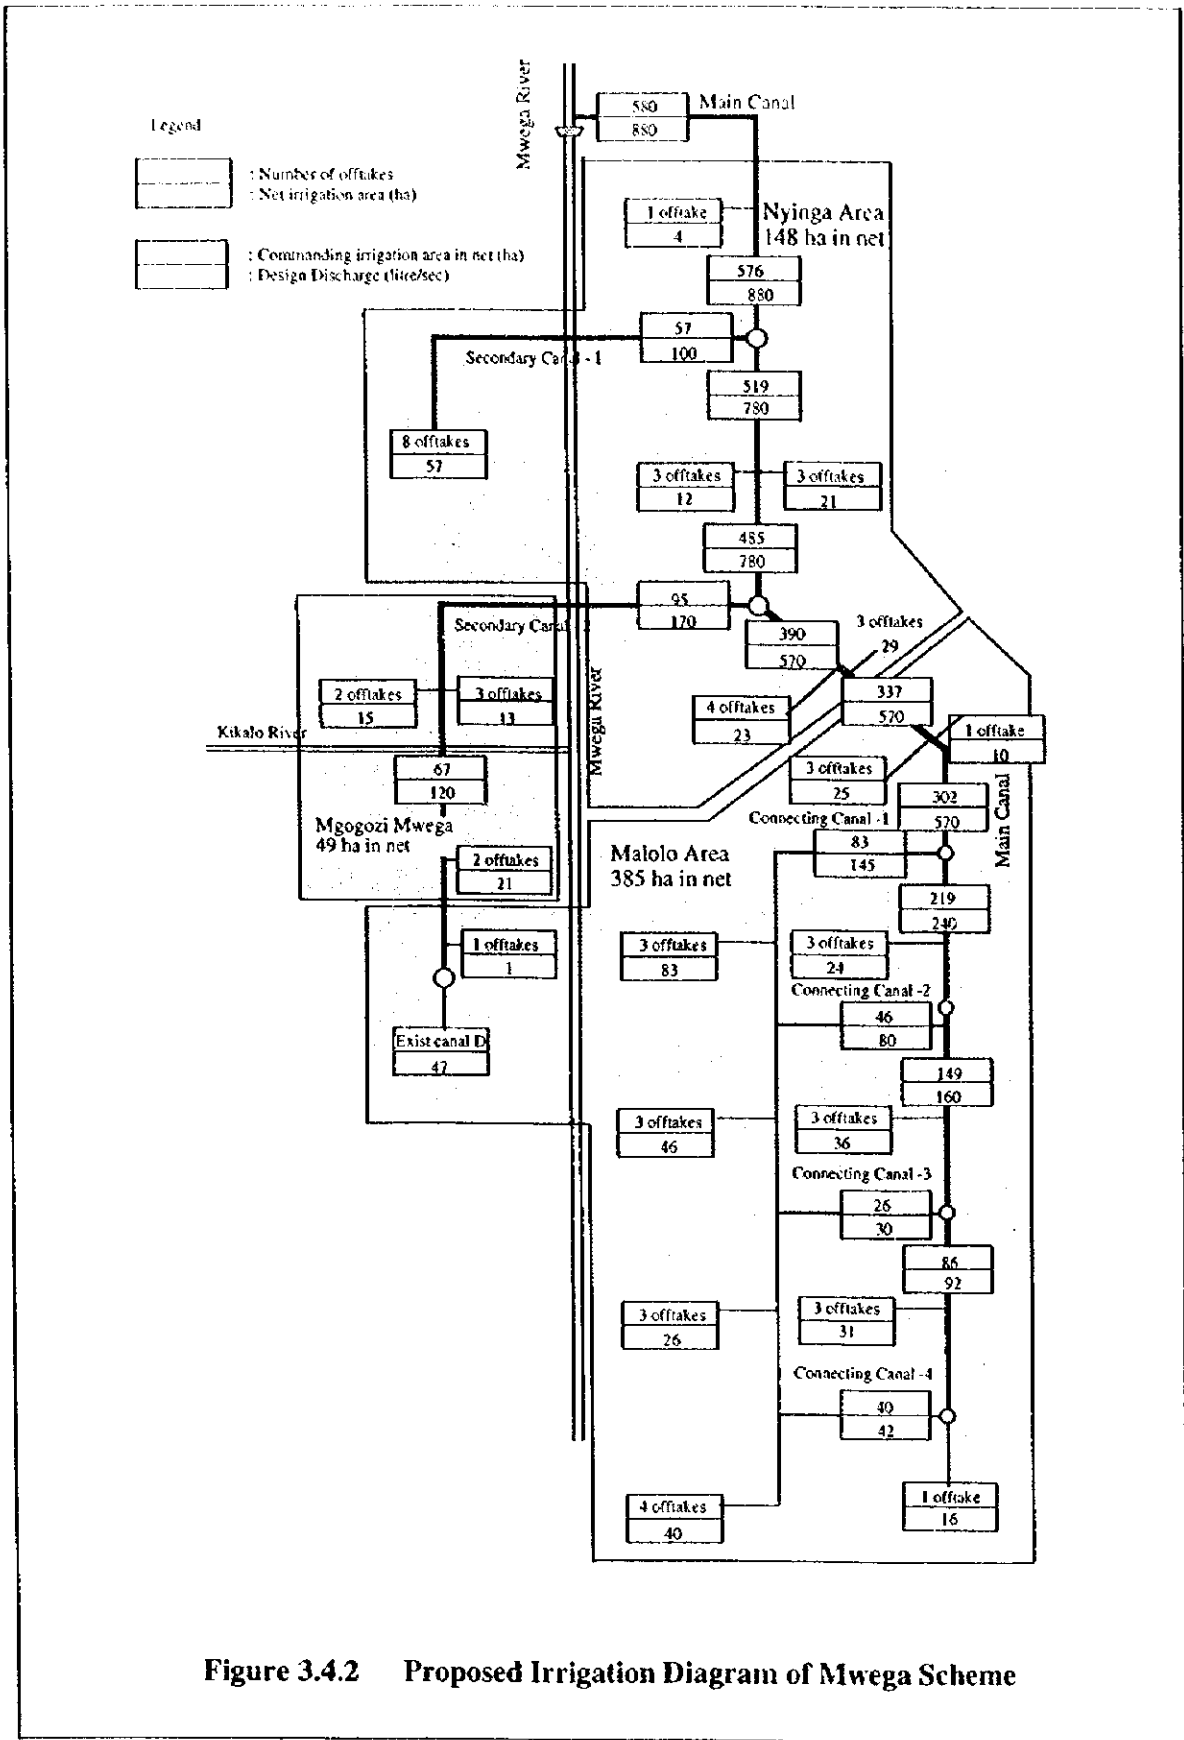 Mwega River
580
Main Canal
880
Legend
: Number of offtakes
: Net irrigation area (ha)
1 offtake
4
Nyinga Area
148 ha in net
: Commanding irrigation area in net (ha)
: Design Discharge (litre/sec)
576
880
57
100
Secondary Canal - 1
519
780
8 offtakes
57
3 offtakes
12
3 offtakes
21
485
780
95
170
Secondary Canal
390
570
3 offtakes
29
2 offtakes
15
3 offtakes
13
Mwega River
4 offtakes
23
337
570
Kikalo River
1 offtake
10
67
120
3 offtakes
25
302
570
Main Canal
Connecting Canal -1
Mgogozi Mwega
49 ha in net
83
145
Malolo Area
385 ha in net
2 offtakes
21
219
240
1 offtakes
1
3 offtakes
83
3 offtakes
24
Connecting Canal -2
46
80
Exist canal D
47
149
160
3 offtakes
46
3 offtakes
36
Connecting Canal -3
26
30
86
92
3 offtakes
26
3 offtakes
31
Connecting Canal -4
40
42
4 offtakes
40
1 offtake
16
Figure 3.4.2 Proposed Irrigation Diagram of Mwega Scheme